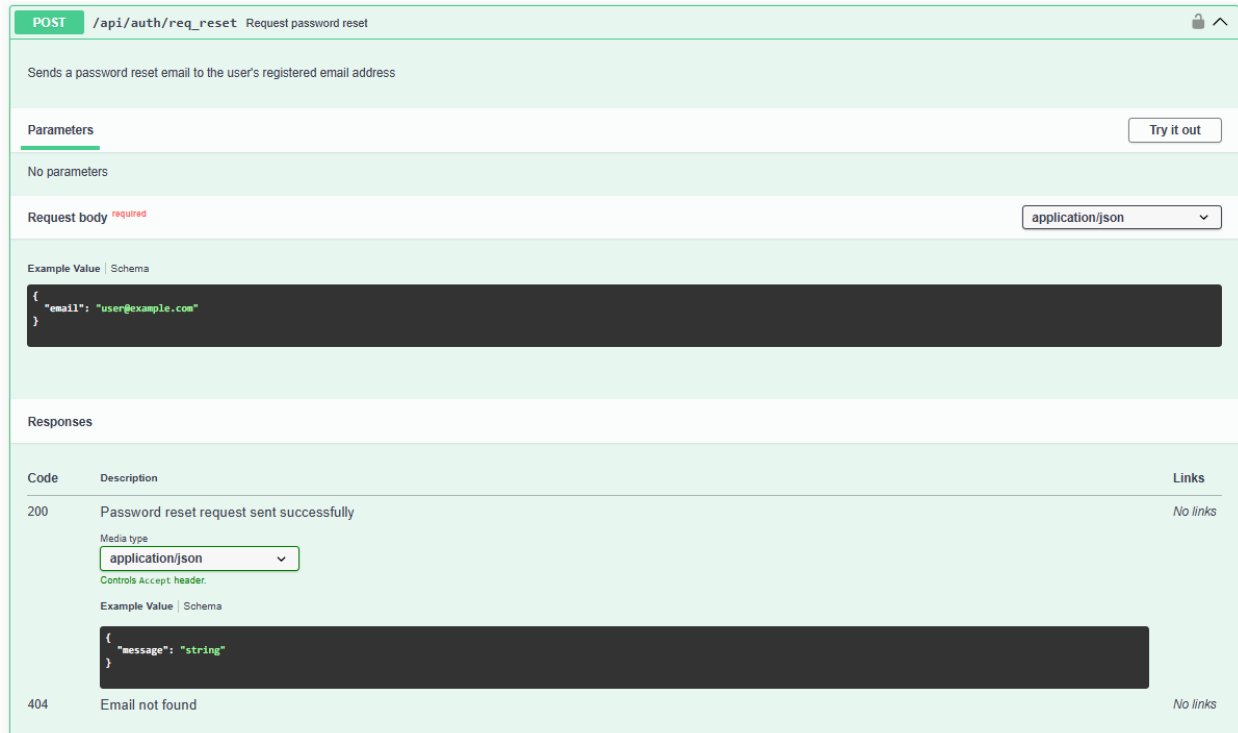 POST /api/auth/req_reset Request password reset
Sends a password reset email to the user's registered email address
Parameters
Try it out
No parameters
Request body required
application/json
Example Value Schema
{
"email": "user@example.com"
}
Responses
Code Description Links
200 Password reset request sent successfully No links
Media type
application/json
Controls Accept header.
Example Value Schema
{
"message": "string"
}
404 Email not found No links